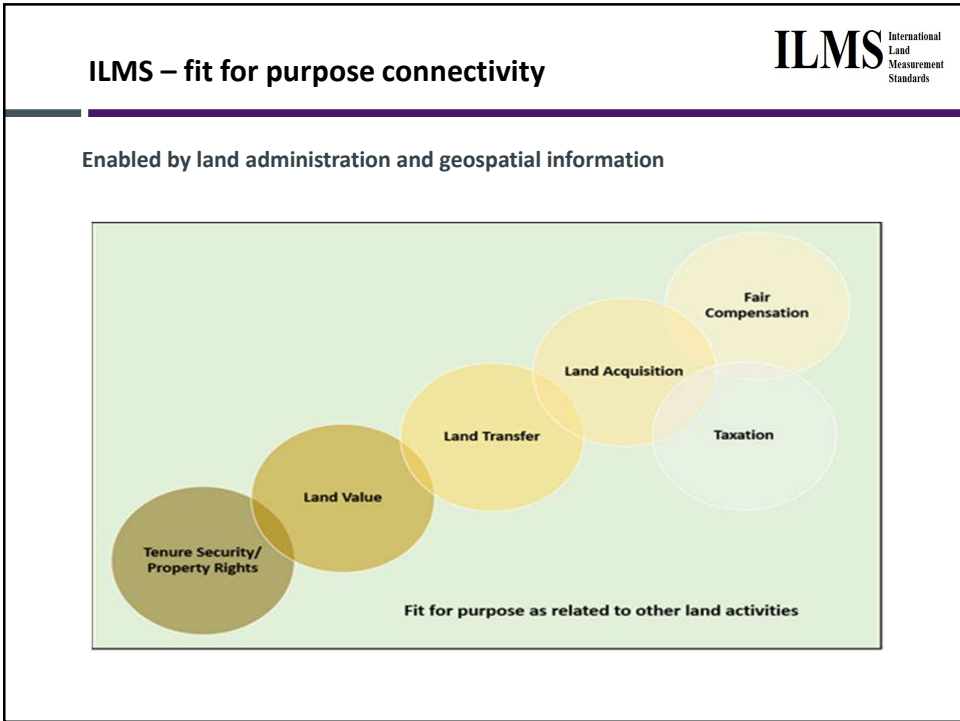 ILMS – fit for purpose connectivity
ILMS
International
Land
Measurement
Standards
Enabled by land administration and geospatial information
Fair
Compensation
Land Acquisition
Land Transfer
Taxation
Land Value
Tenure Security/
Property Rights
Fit for purpose as related to other land activities